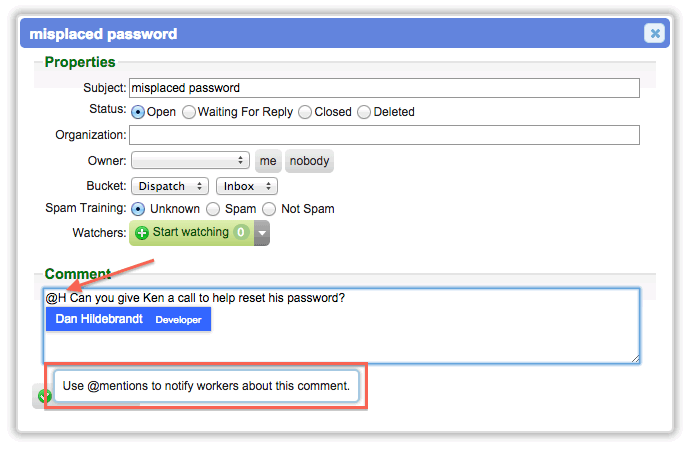 misplaced password
Properties
Subject: misplaced password
Status: Open Waiting For Reply Closed Deleted
Organization:
Owner: me nobody
Bucket: Dispatch Inbox
Spam Training: Unknown Spam Not Spam
Watchers: Start watching 0
Comment
@H Can you give Ken a call to help reset his password?
Dan Hildebrandt Developer
Use @mentions to notify workers about this comment.